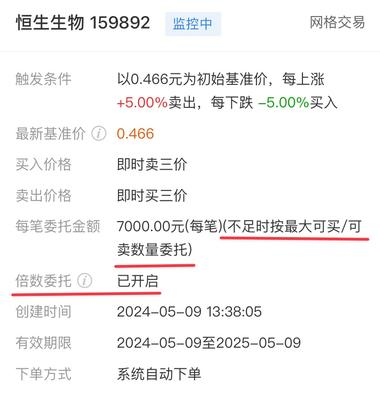 恒生生物 159892 监控中 网格交易
触发条件 以0.466元为初始基准价，每上涨
+5.00%卖出，每下跌 -5.00%买入
最新基准价 0.466
买入价格 即时卖三价
卖出价格 即时买三价
每笔委托金额 7000.00元(每笔)(不足时按最大可买/可
卖数量委托)
倍数委托 已开启
创建时间 2024-05-09 13:38:05
有效期限 2024-05-09至2025-05-09
下单方式 系统自动下单